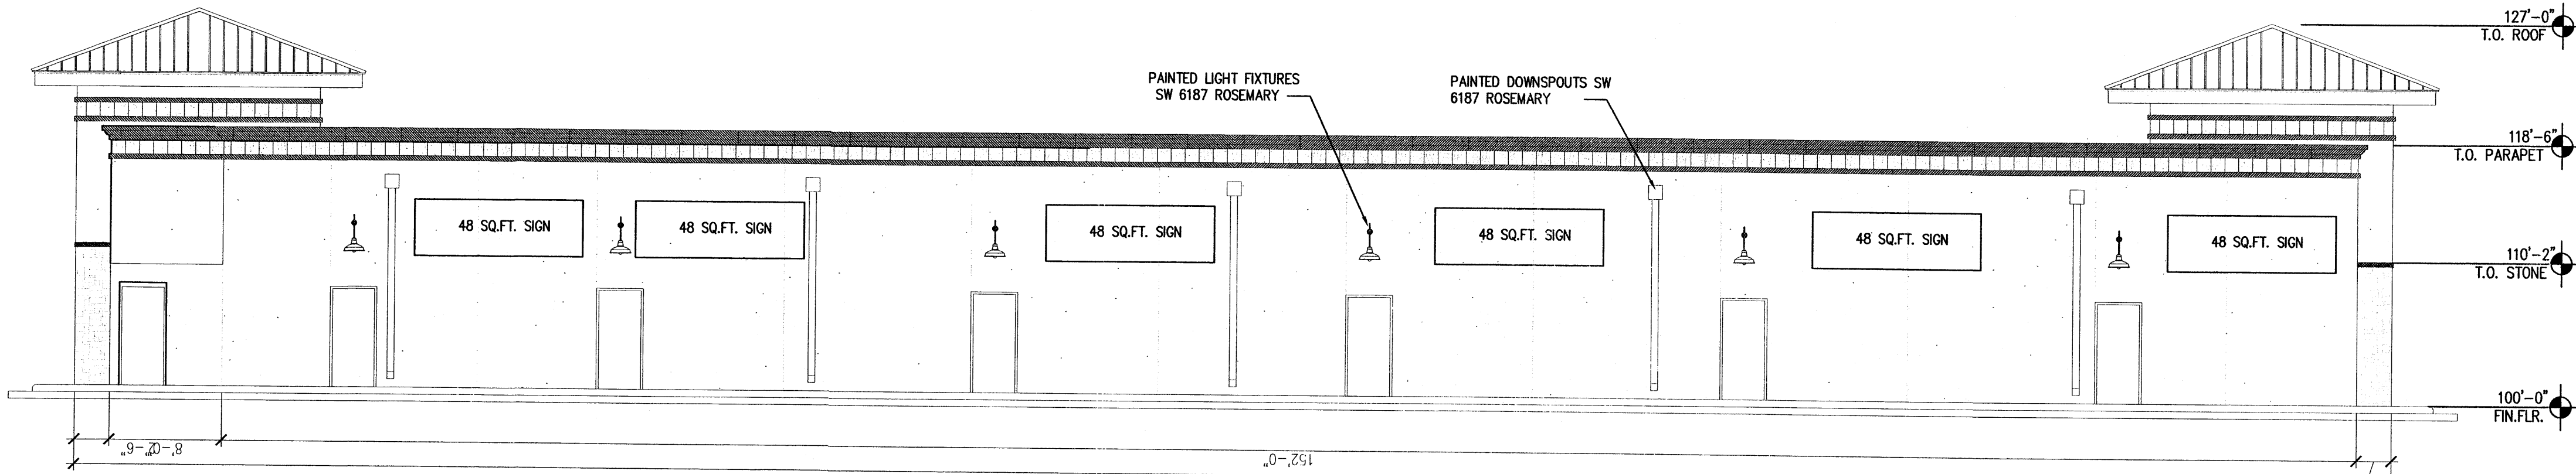 127'-0"
T.O. ROOF
PAINTED LIGHT FIXTURES
SW 6187 ROSEMARY
PAINTED DOWNSPOUTS SW
6187 ROSEMARY
118'-6"
T.O. PARAPET
48 SQ.FT. SIGN
48 SQ.FT. SIGN
48 SQ.FT. SIGN
48 SQ.FT. SIGN
48 SQ.FT. SIGN
48 SQ.FT. SIGN
110'-2"
T.O. STONE
100'-0"
FIN.FLR.
8'-0"
152'-0"